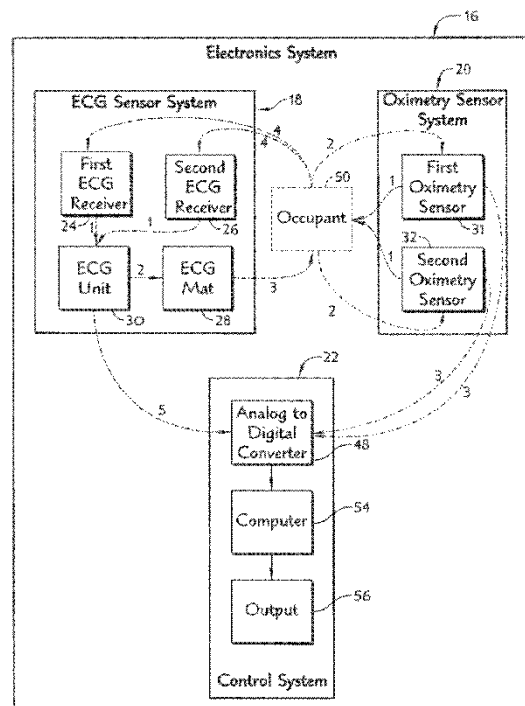 16
Electronics System
ECG Sensor System
18
20
Oximetry Sensor
System
First
ECG
Receiver
24
Second
ECG
Receiver
26
4
4
2
50
Occupant
1
First
Oximetry
Sensor
31
1
1
ECG
Unit
30
2
ECG
Mat
28
3
1
32
Second
Oximetry
Sensor
2
5
3
3
22
Analog to
Digital
Converter
48
Computer
54
Output
56
Control System